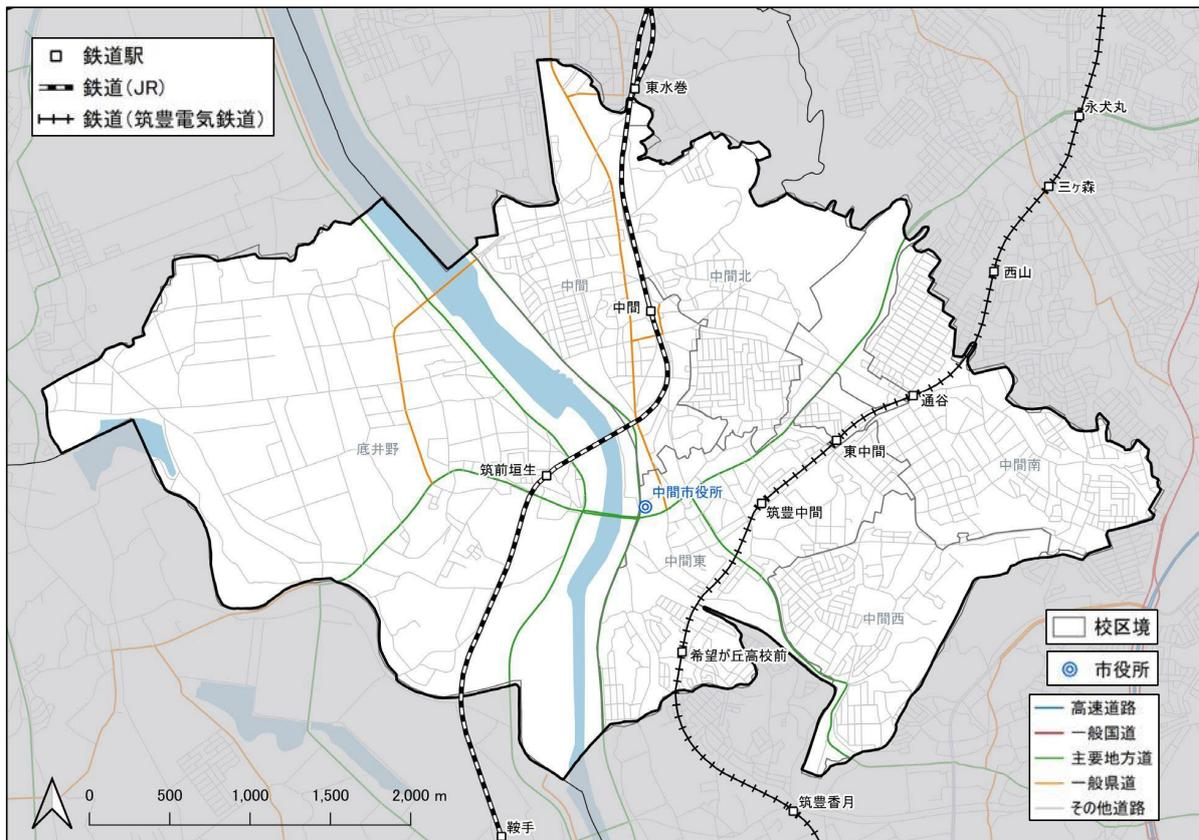 鉄道駅
鉄道(JR)
鉄道(筑豊電気鉄道)
東水巻
永犬丸
三ヶ森
西山
中間
中間北
中間
通谷
底井野
東中間
中間南
筑前垣生
中間市役所
筑豊中間
中間東
中間西
希望が丘高校前
校区境
市役所
高速道路
一般国道
主要地方道
一般県道
その他道路
0 500 1,000 1,500 2,000 m
筑豊香月
鞍手